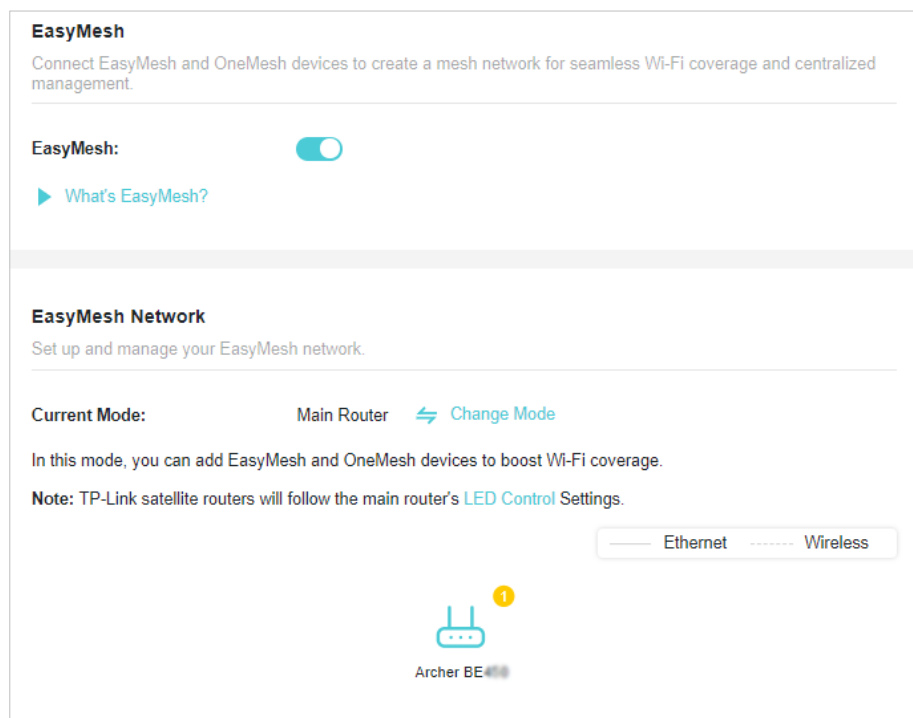 EasyMesh
Connect EasyMesh and OneMesh devices to create a mesh network for seamless Wi-Fi coverage and centralized
management.
EasyMesh:
What's EasyMesh?
EasyMesh Network
Set up and manage your EasyMesh network.
Current Mode: Main Router Change Mode
In this mode, you can add EasyMesh and OneMesh devices to boost Wi-Fi coverage.
Note: TP-Link satellite routers will follow the main router's LED Control Settings.
Ethernet Wireless
1
Archer